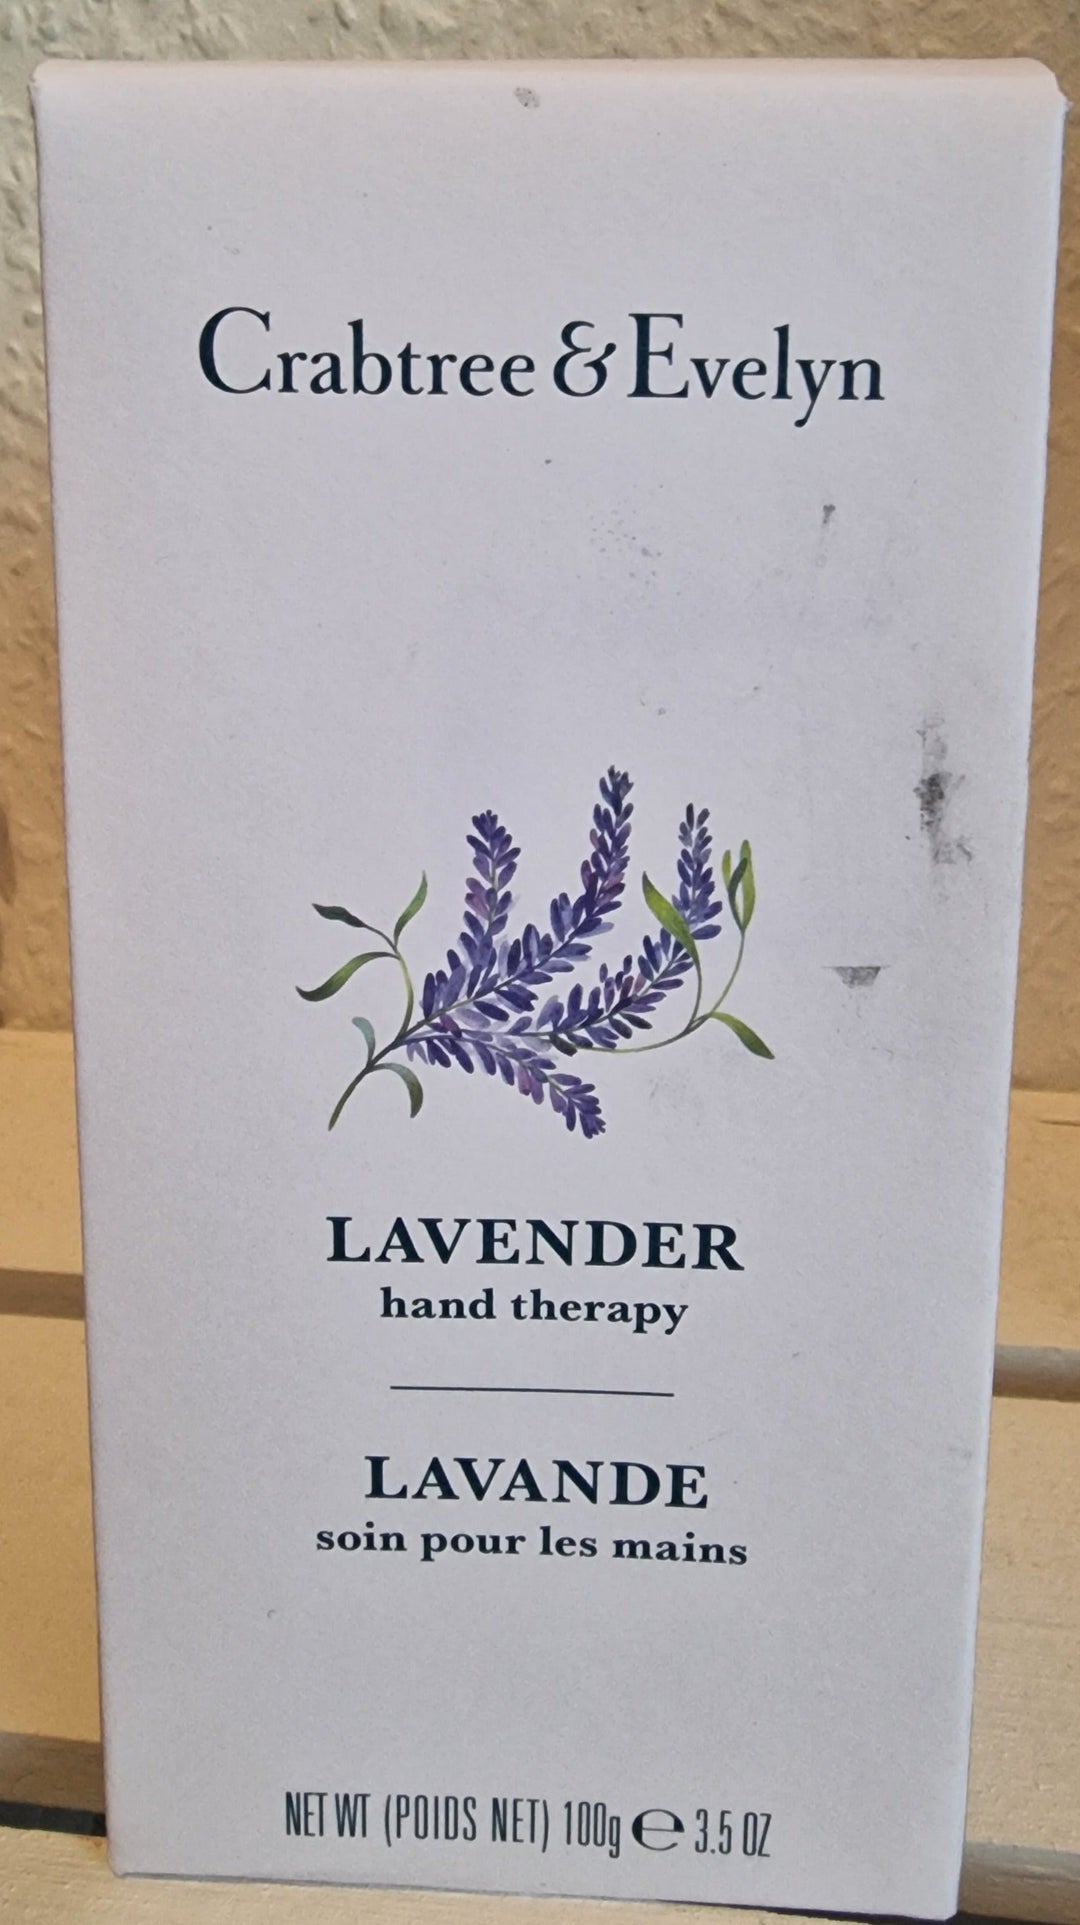 Crabtree & Evelyn
LAVENDER
hand therapy
LAVANDE
soin pour les mains
NET WT (POIDS NET) 100g ℮ 3.5 OZ